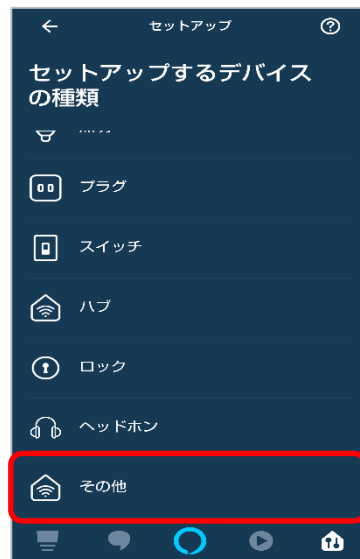 セットアップ
セットアップするデバイス
の種類
プラグ
スイッチ
ハブ
ロック
ヘッドホン
その他